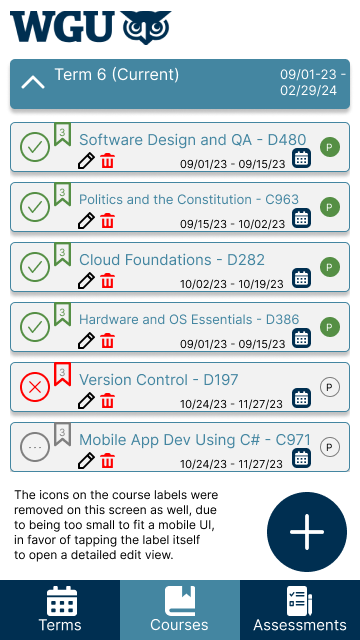 WGU
Term 6 (Current)
09/01-23 -
02/29/24
3
Software Design and QA - D480
P
09/01/23 - 09/15/23
3
Politics and the Constitution - C963
P
09/15/23 - 10/02/23
3
Cloud Foundations - D282
P
10/02/23 - 10/19/23
3
Hardware and OS Essentials - D386
P
09/01/23 - 09/15/23
3
Version Control - D197
P
10/24/23 - 11/27/23
3
Mobile App Dev Using C# - C971
P
10/24/23 - 11/27/23
The icons on the course labels were
removed on this screen as well, due
to being too small to fit a mobile UI,
in favor of tapping the label itself
to open a detailed edit view.
Terms
Courses
Assessments